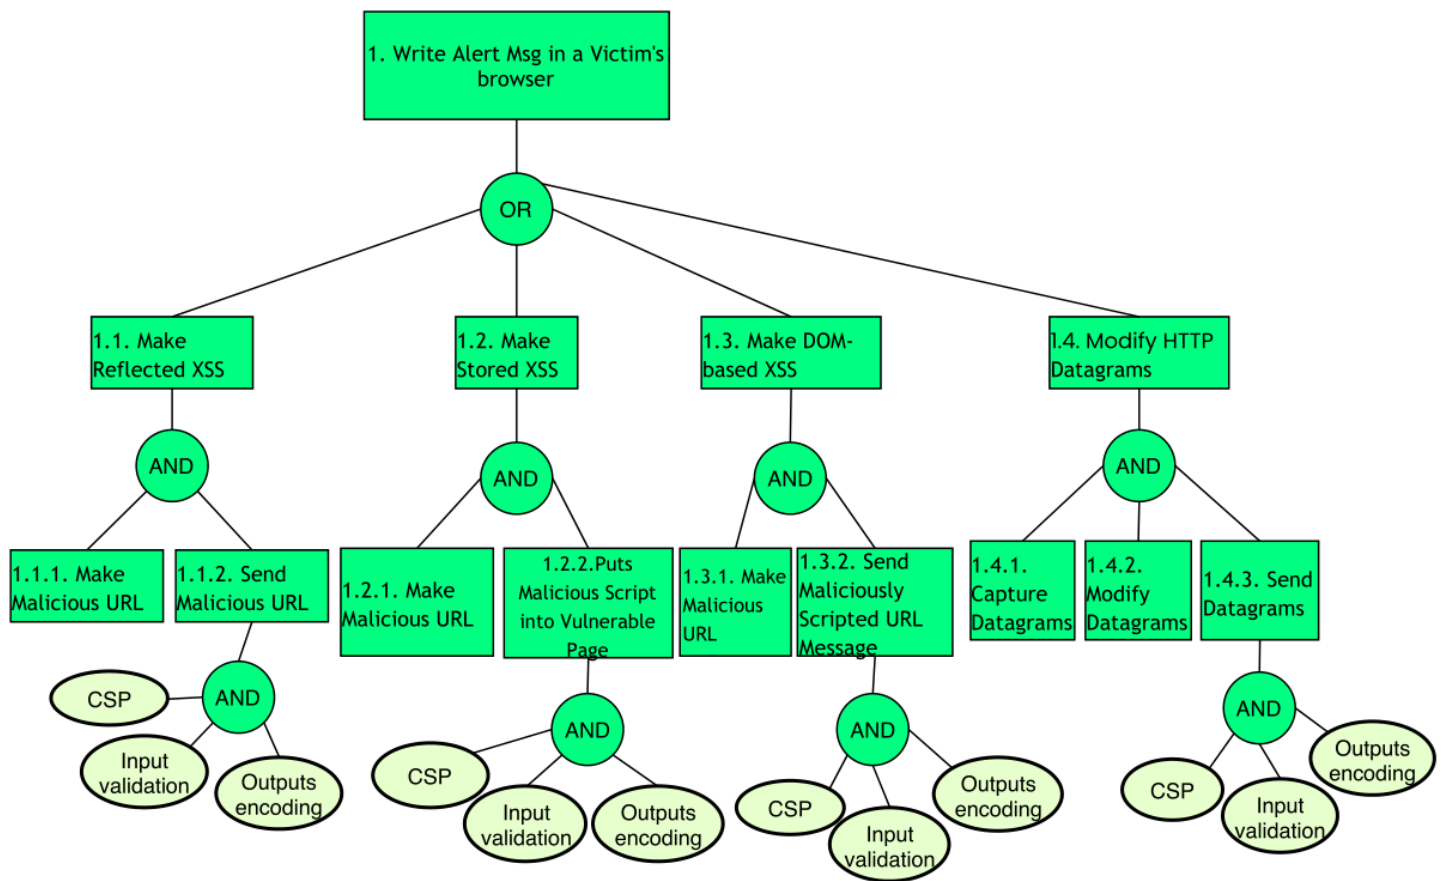 1. Write Alert Msg in a Victim's
browser
OR
1.1. Make
Reflected XSS
1.2. Make
Stored XSS
1.3. Make DOM-
based XSS
1.4. Modify HTTP
Datagrams
AND
AND
AND
AND
1.1.1. Make
Malicious URL
1.1.2. Send
Malicious URL
1.2.1. Make
Malicious URL
1.2.2.Puts
Malicious Script
into Vulnerable
Page
1.3.1. Make
Malicious
URL
1.3.2. Send
Maliciously
Scripted URL
Message
1.4.1.
Capture
Datagrams
1.4.2.
Modify
Datagrams
1.4.3. Send
Datagrams
AND
CSP
Input
validation
Outputs
encoding
AND
CSP
Input
validation
Outputs
encoding
AND
CSP
Input
validation
Outputs
encoding
AND
CSP
Input
validation
Outputs
encoding